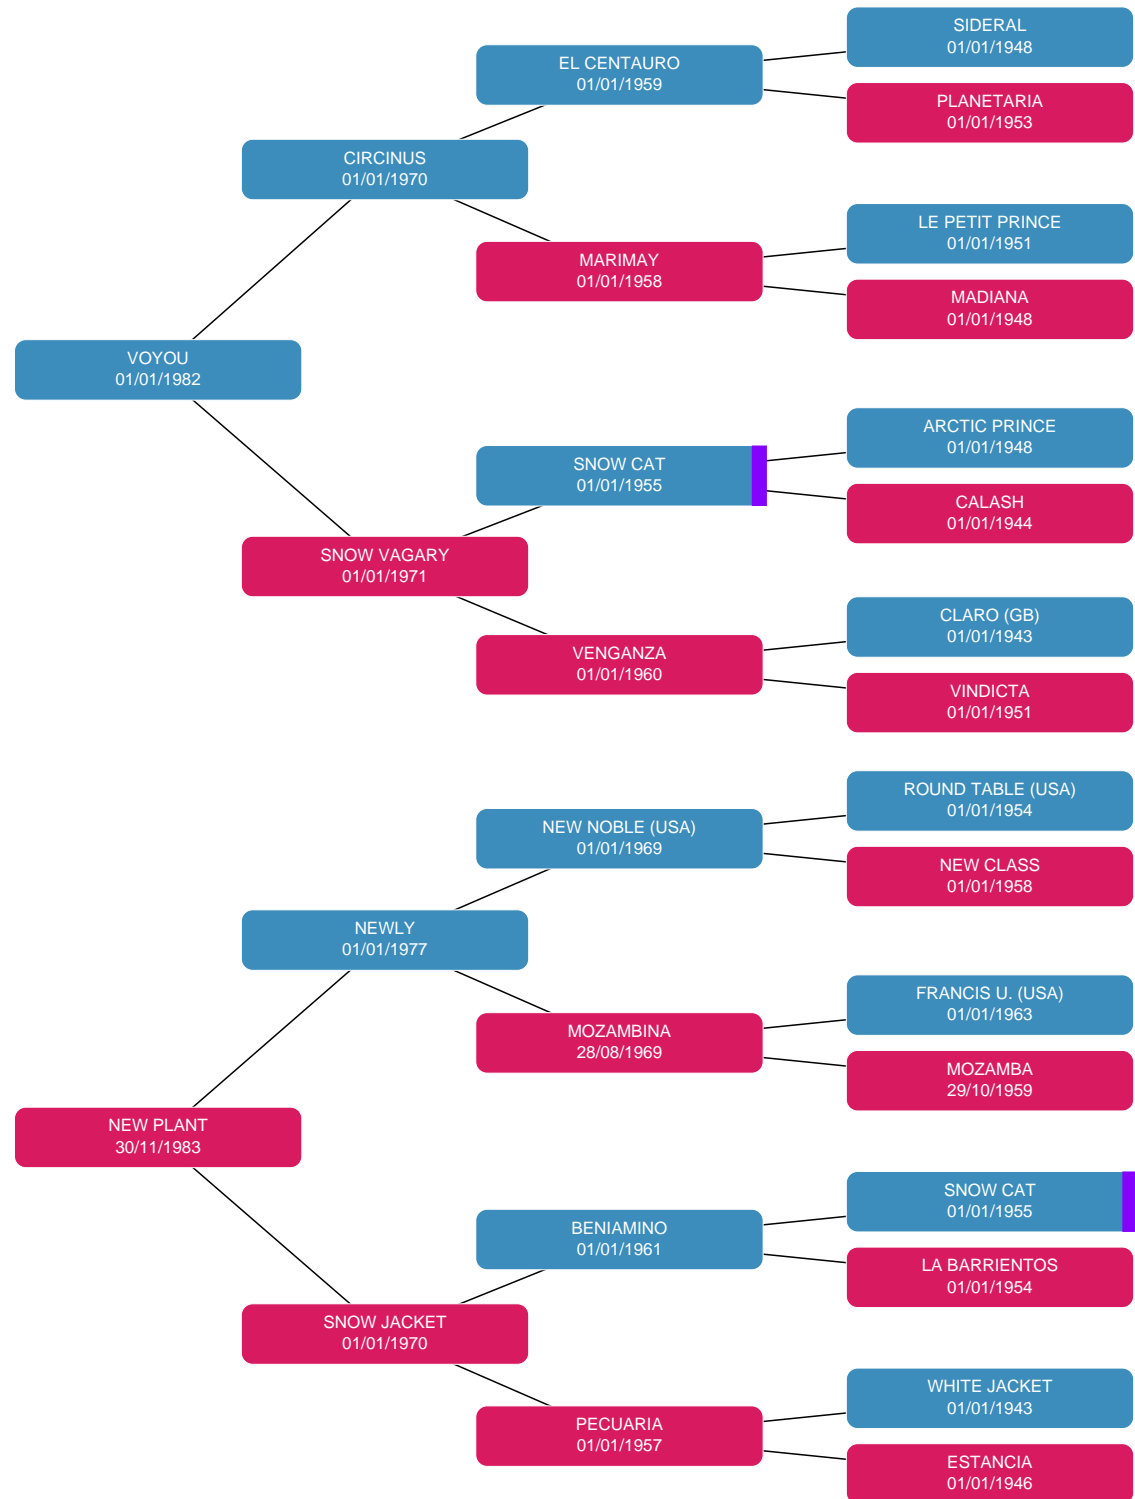 SIDERAL
01/01/1948
EL CENTAURO
01/01/1959
PLANETARIA
01/01/1953
CIRCINUS
01/01/1970
LE PETIT PRINCE
01/01/1951
MARIMAY
01/01/1958
MADIANA
01/01/1948
VOYOU
01/01/1982
ARCTIC PRINCE
01/01/1948
SNOW CAT
01/01/1955
CALASH
01/01/1944
SNOW VAGARY
01/01/1971
CLARO (GB)
01/01/1943
VENGANZA
01/01/1960
VINDICTA
01/01/1951
ROUND TABLE (USA)
01/01/1954
NEW NOBLE (USA)
01/01/1969
NEW CLASS
01/01/1958
NEWLY
01/01/1977
FRANCIS U. (USA)
01/01/1963
MOZAMBINA
28/08/1969
MOZAMBA
29/10/1959
NEW PLANT
30/11/1983
SNOW CAT
01/01/1955
BENIAMINO
01/01/1961
LA BARRIENTOS
01/01/1954
SNOW JACKET
01/01/1970
WHITE JACKET
01/01/1943
PECUARIA
01/01/1957
ESTANCIA
01/01/1946